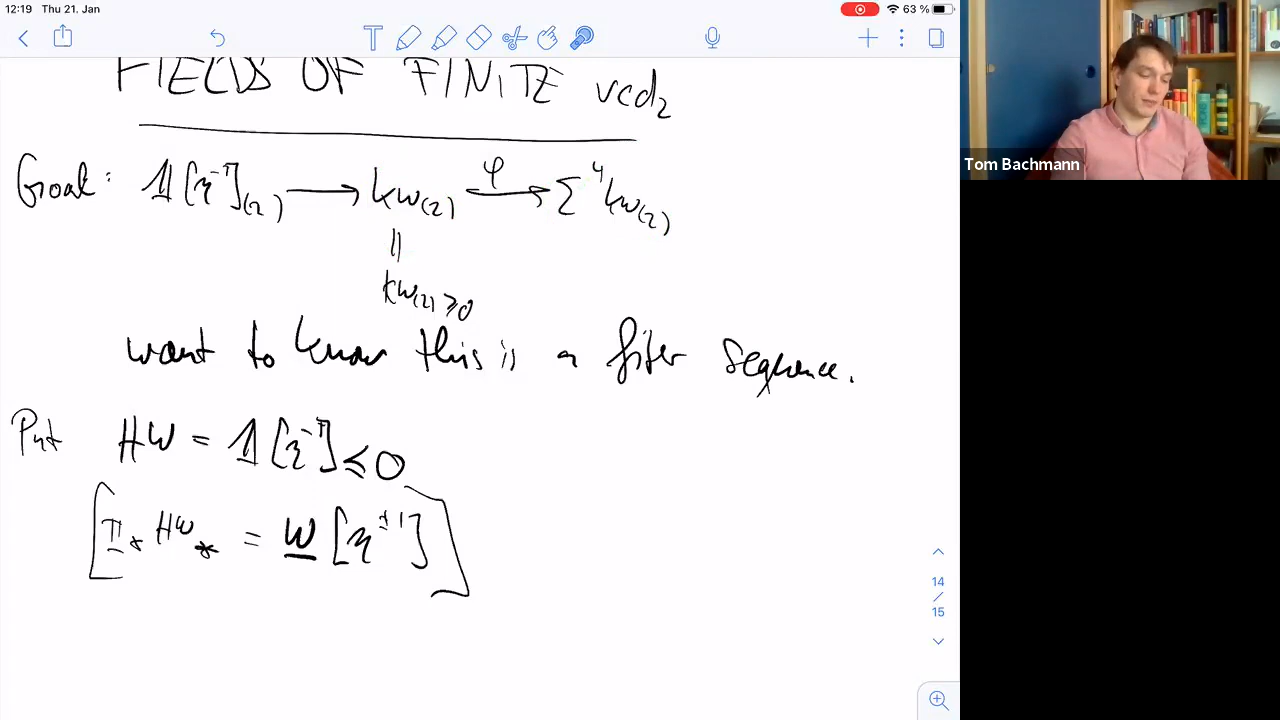 12:19 Thu 21. Jan 63 %
FIELDS OF FINITE vcd₂
Goal: 𝟙[η⁻¹]₍₂₎ ⟶ kw₍₂₎ —φ→ Σ⁴kw₍₂₎
||
kw₍₂₎ ≥0
want to know this is a fiber sequence.
Put HW = 𝟙[η⁻¹]≤0
[π_* HW_* = W[η^{±1}]]
14
/
15
Tom Bachmann